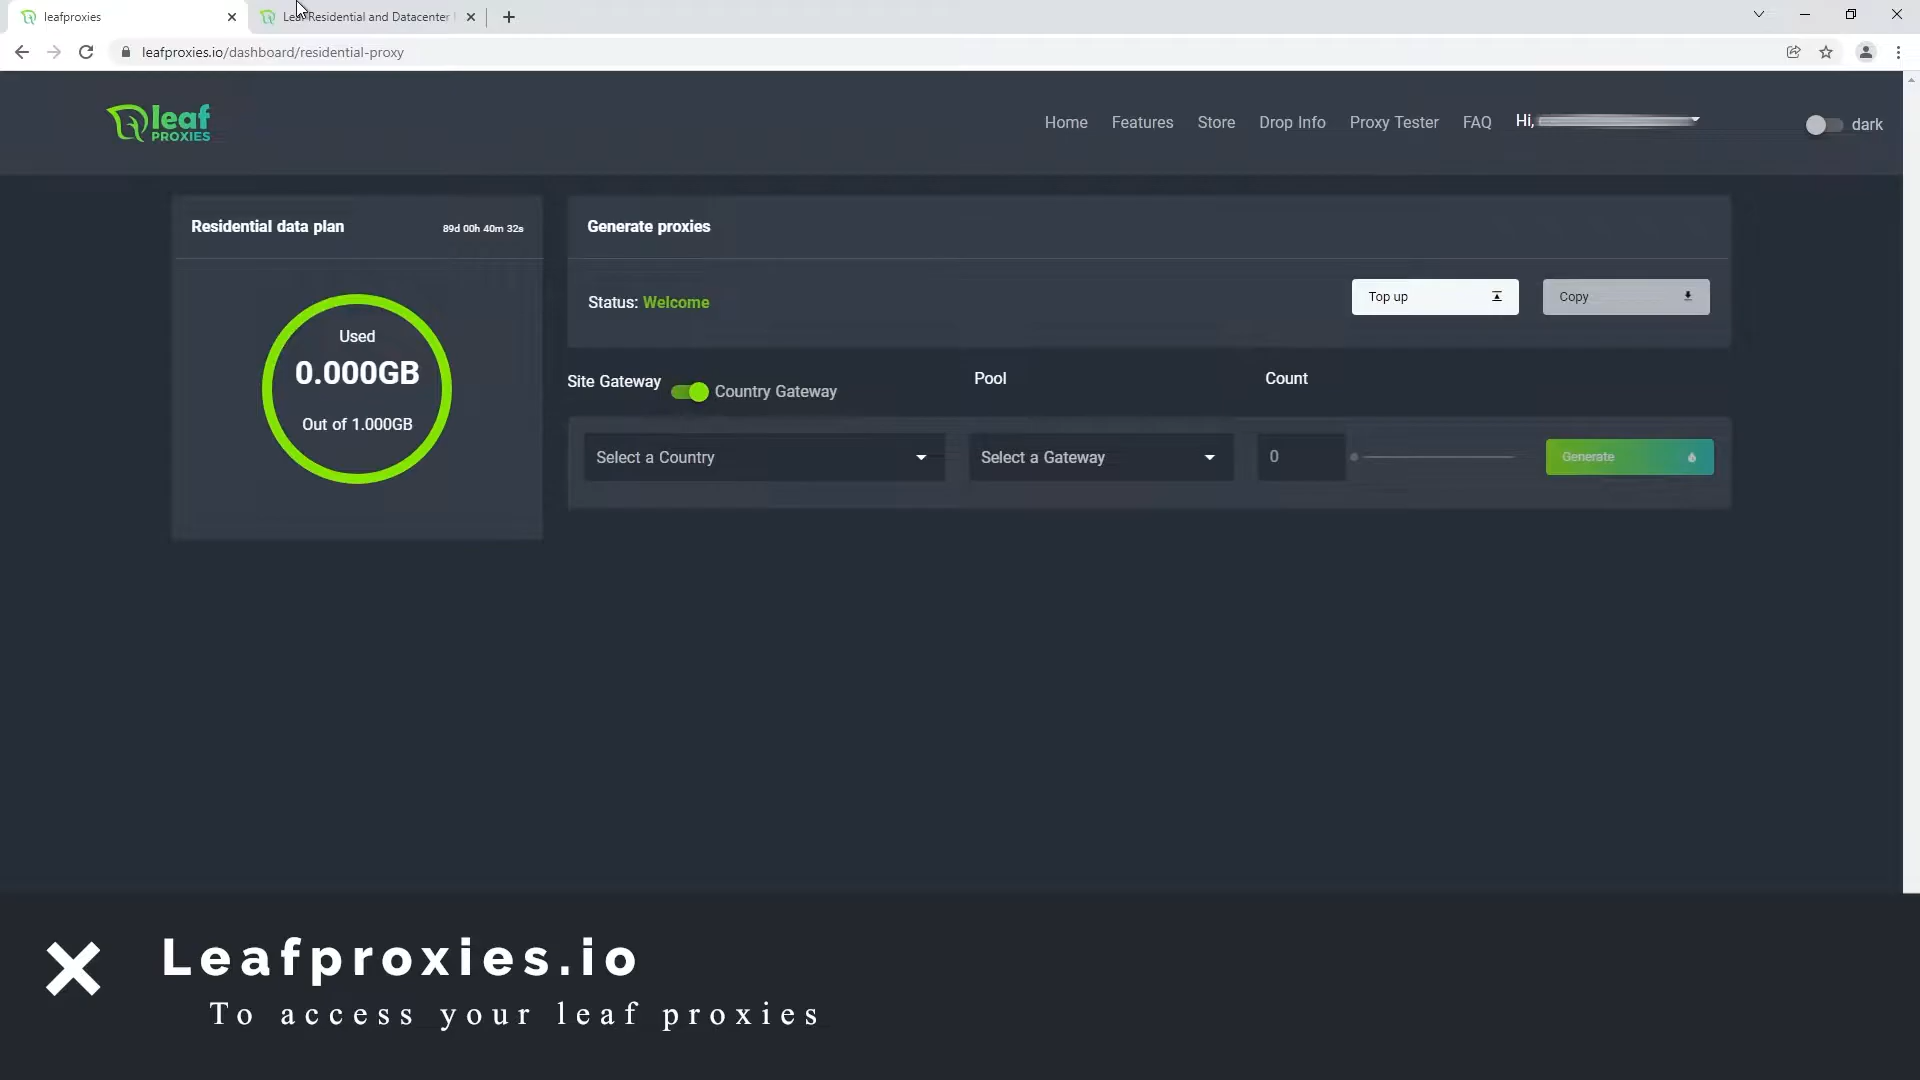 leafproxies
Leaf Residential and Datacenter
leafproxies.io/dashboard/residential-proxy
leaf
PROXIES
Home Features Store Drop Info Proxy Tester FAQ Hi, dark
Residential data plan 89d 00h 40m 32s
Used
0.000GB
Out of 1.000GB
Generate proxies
Status: Welcome
Top up
Copy
Site Gateway Country Gateway Pool Count
Select a Country Select a Gateway 0 Generate
Leafproxies.io
To access your leaf proxies